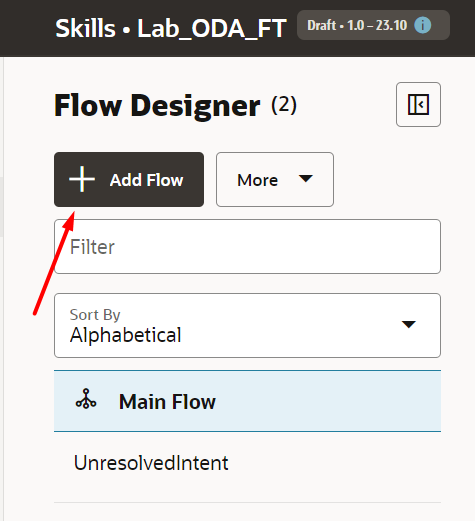 Skills • Lab_ODA_FT Draft • 1.0 – 23.10 i
Flow Designer (2)
+ Add Flow More
Filter
Sort By
Alphabetical
Main Flow
UnresolvedIntent